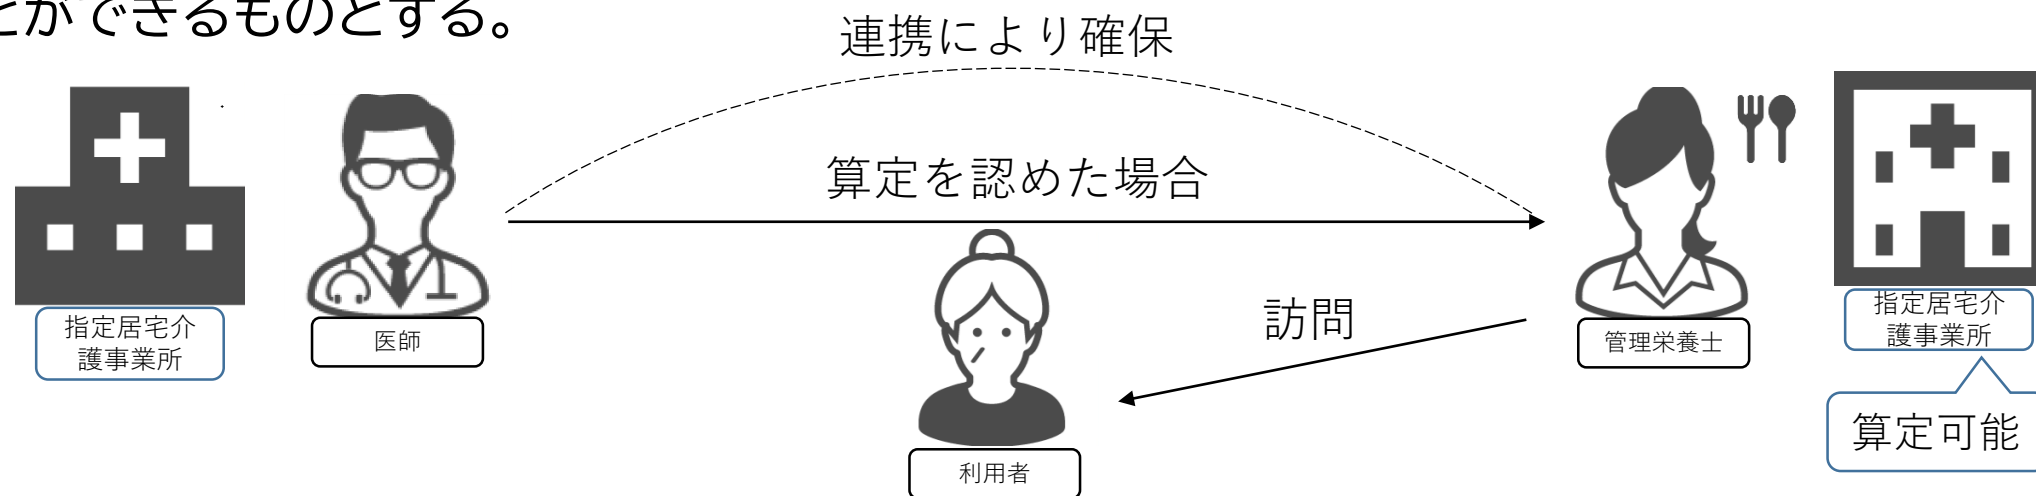 とができるものとする。
連携により確保
算定を認めた場合
訪問
指定居宅介
護事業所
医師
利用者
管理栄養士
指定居宅介
護事業所
算定可能